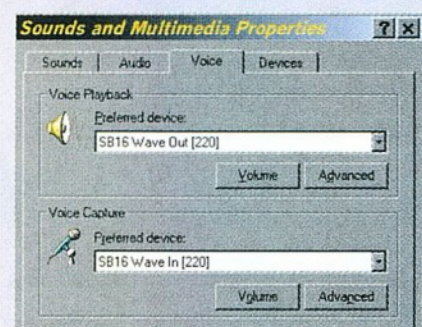 Sounds and Multimedia Properties
Sounds Audio Voice Devices
Voice Playback
Preferred device:
SB16 Wave Out [220]
Volume Advanced
Voice Capture
Preferred device:
SB16 Wave In [220]
Volume Advanced